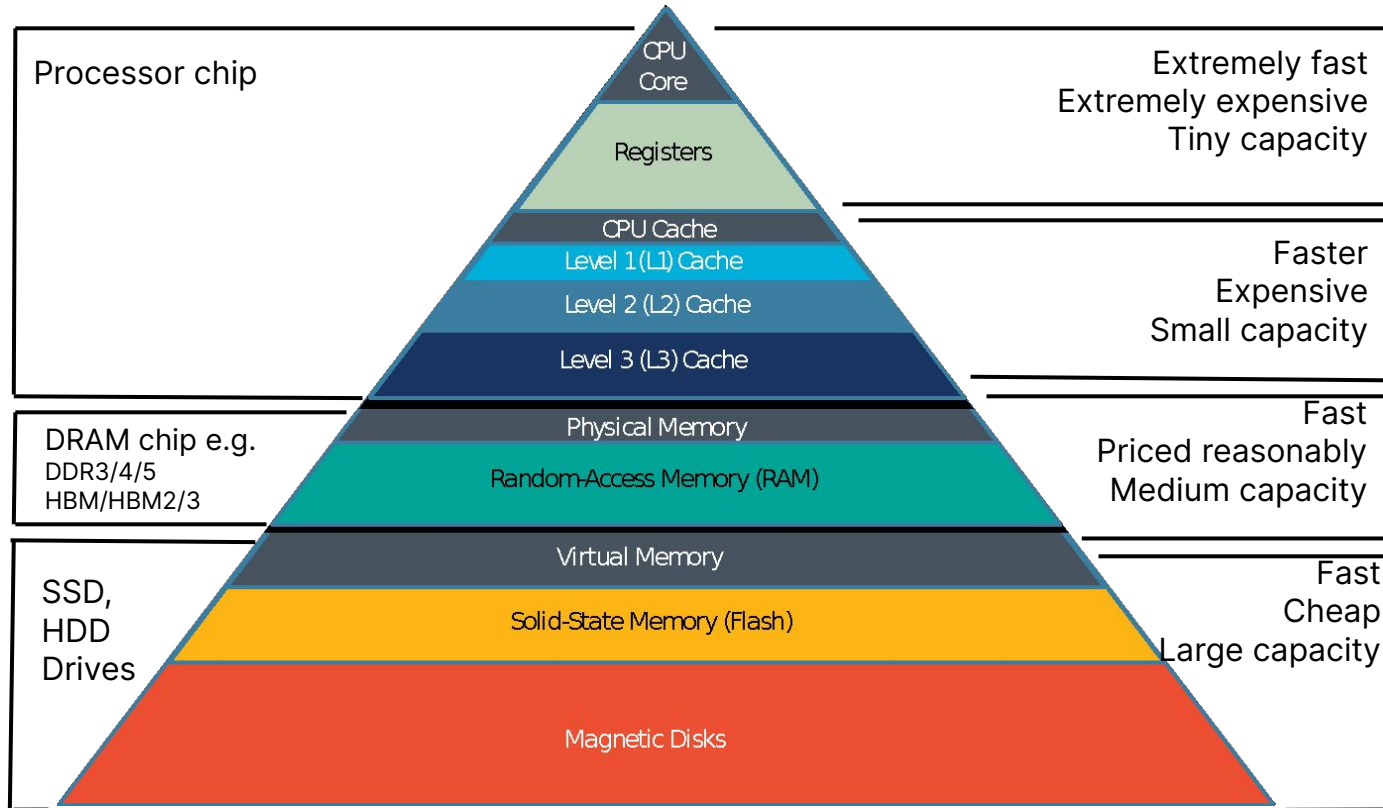 Processor chip
CPU
Core
Registers
CPU Cache
Level 1 (L1) Cache
Level 2 (L2) Cache
Level 3 (L3) Cache
Extremely fast
Extremely expensive
Tiny capacity
Faster
Expensive
Small capacity
DRAM chip e.g.
DDR3/4/5
HBM/HBM2/3
Physical Memory
Random-Access Memory (RAM)
Fast
Priced reasonably
Medium capacity
SSD,
HDD
Drives
Virtual Memory
Solid-State Memory (Flash)
Magnetic Disks
Fast
Cheap
Large capacity